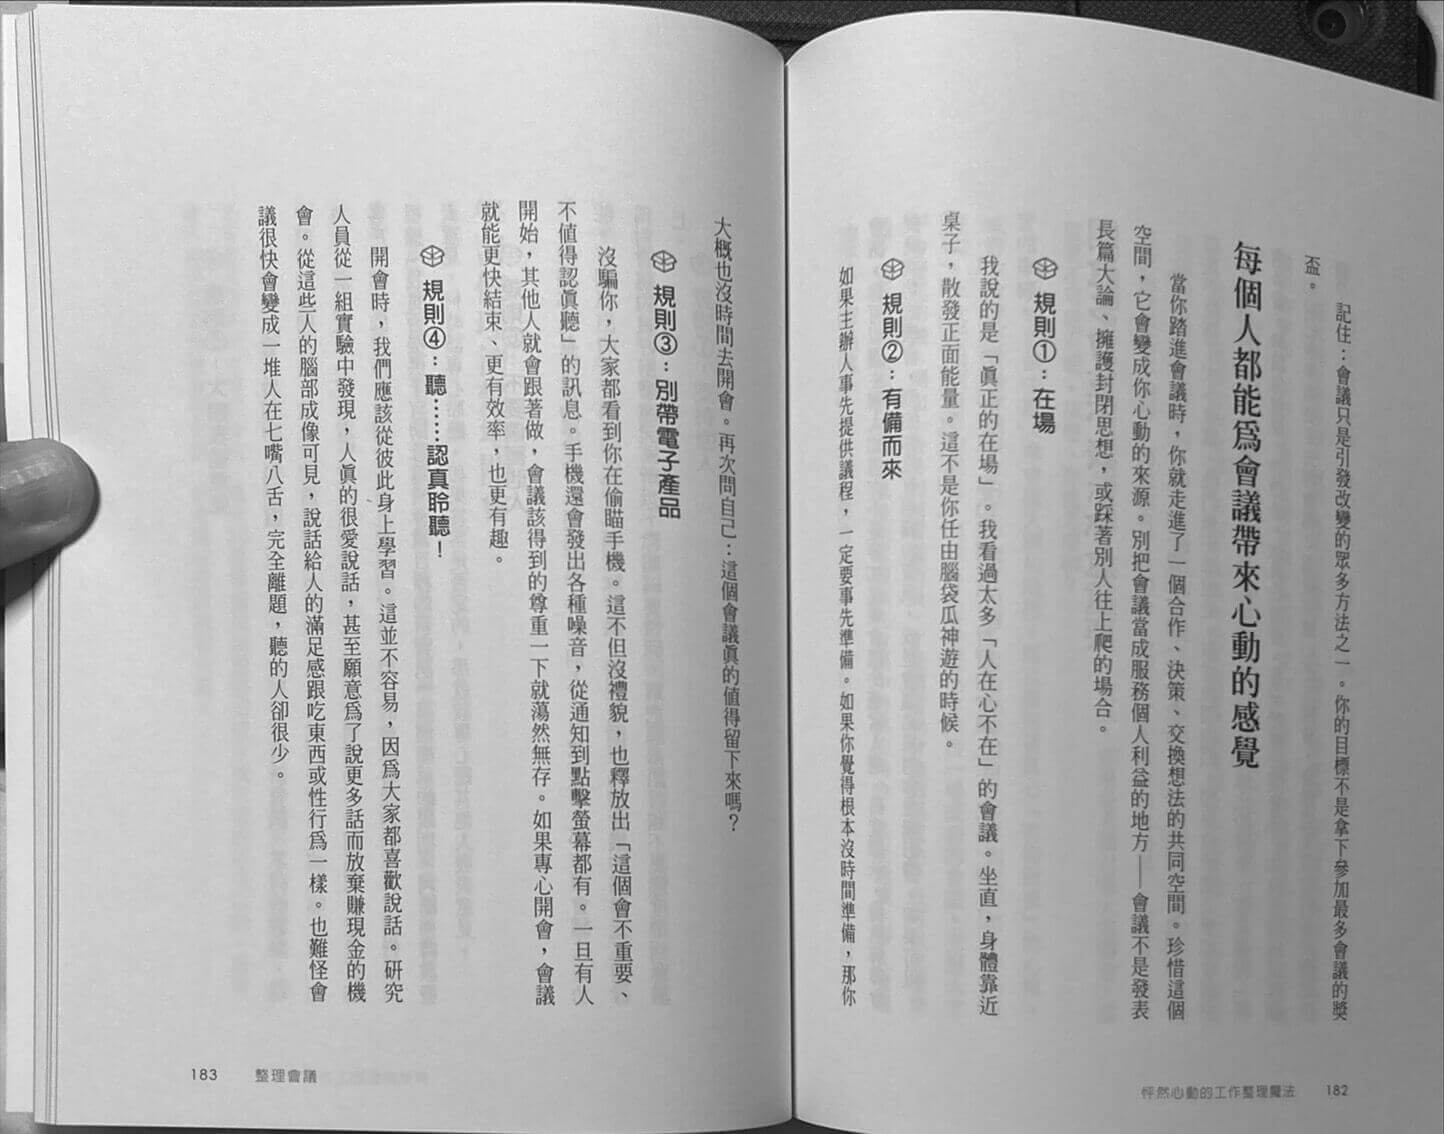 記住：會議只是引發改變的眾多方法之一。你的目標不是拿下參加最多會議的獎
盃。
每個人都能爲會議帶來心動的感覺
當你踏進會議時，你就走進了一個合作、決策、交換想法的共同空間。珍惜這個
空間，它會變成你心動的來源。別把會議當成服務個人利益的地方——會議不是發表
長篇大論、擁護封閉思想，或踩著別人往上爬的場合。
規則①：在場
我說的是「眞正的在場」。我看過太多「人在心不在」的會議。坐直，身體靠近
桌子，散發正面能量。這不是你任由腦袋瓜神遊的時候。
規則②：有備而來
如果主辦人事先提供議程，一定要事先準備。如果你覺得根本沒時間準備，那你
182
怦然心動的工作整理魔法
大概也沒時間去開會。再次問自己：這個會議眞的值得留下來嗎？
規則③：別帶電子產品
沒騙你，大家都看到你在偷瞄手機。這不但沒禮貌，也釋放出「這個會不重要、
不值得認眞聽」的訊息。手機還會發出各種噪音，從通知到點擊螢幕都有。一旦有人
開始，其他人就會跟著做，會議該得到的尊重一下就蕩然無存。如果專心開會，會議
就能更快結束、更有效率，也更有趣。
規則④：聽……認真聆聽！
開會時，我們應該從彼此身上學習。這並不容易，因爲大家都喜歡說話。研究
人員從一組實驗中發現，人眞的很愛說話，甚至願意爲了說更多話而放棄賺現金的機
會。從這些人的腦部成像可見，說話給人的滿足感跟吃東西或性行爲一樣。也難怪會
議很快會變成一堆人在七嘴八舌，完全離題，聽的人卻很少。
183
整理會議